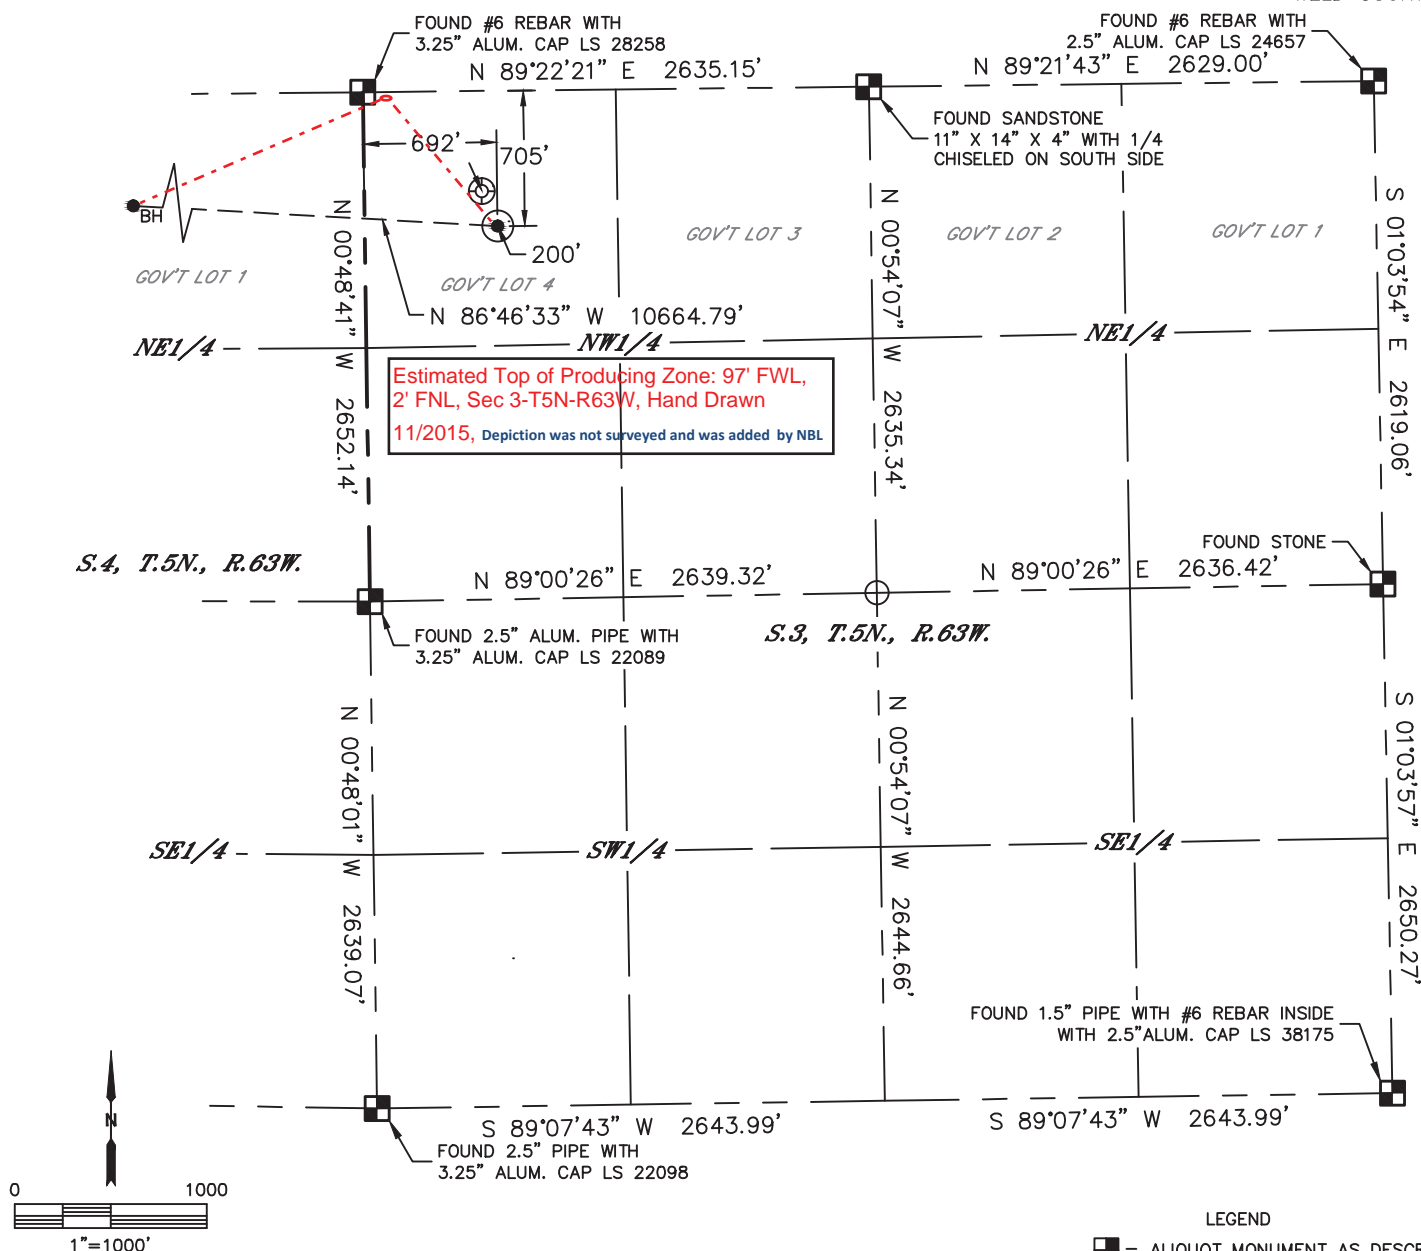 FOUND #6 REBAR WITH
3.25" ALUM. CAP LS 28258
FOUND #6 REBAR WITH
2.5" ALUM. CAP LS 24657
N 89°22'21" E 2635.15'
N 89°21'43" E 2629.00'
FOUND SANDSTONE
11" X 14" X 4" WITH 1/4
CHISELED ON SOUTH SIDE
692'
705'
BH
200'
N 00°48'41" W 2652.14'
N 00°54'07" W 2635.34'
S 01°03'54" E 2619.06'
GOV'T LOT 1
GOV'T LOT 4
GOV'T LOT 3
GOV'T LOT 2
GOV'T LOT 1
N 86°46'33" W 10664.79'
NE1/4
NW1/4
NE1/4
Estimated Top of Producing Zone: 97' FWL,
2' FNL, Sec 3-T5N-R63W, Hand Drawn
11/2015, Depiction was not surveyed and was added by NBL
S.4, T.5N., R.63W.
N 89°00'26" E 2639.32'
N 89°00'26" E 2636.42'
FOUND STONE
FOUND 2.5" ALUM. PIPE WITH
3.25" ALUM. CAP LS 22089
S.3, T.5N., R.63W.
N 00°48'01" W 2639.07'
N 00°54'07" W 2644.66'
S 01°03'57" E 2650.27'
SE1/4
SW1/4
SE1/4
FOUND 1.5" PIPE WITH #6 REBAR INSIDE
WITH 2.5"ALUM. CAP LS 38175
S 89°07'43" W 2643.99'
S 89°07'43" W 2643.99'
FOUND 2.5" PIPE WITH
3.25" ALUM. CAP LS 22098
N
0 1000
1"=1000'
LEGEND
= ALIQUOT MONUMENT AS